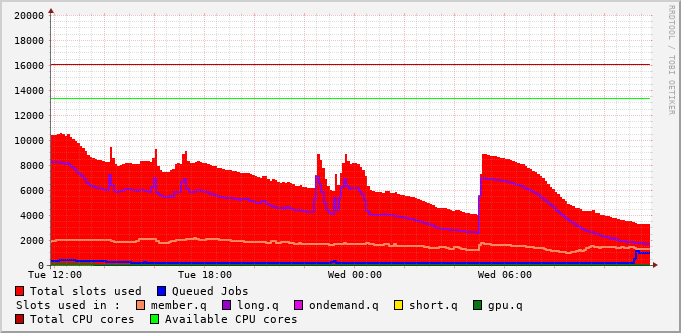 RRDTOOL / TOBI OETIKER
20000
18000
16000
14000
12000
10000
8000
6000
4000
2000
0
Tue 12:00 Tue 18:00 Wed 00:00 Wed 06:00
Total slots used Queued Jobs
Slots used in : member.q long.q ondemand.q short.q gpu.q
Total CPU cores Available CPU cores